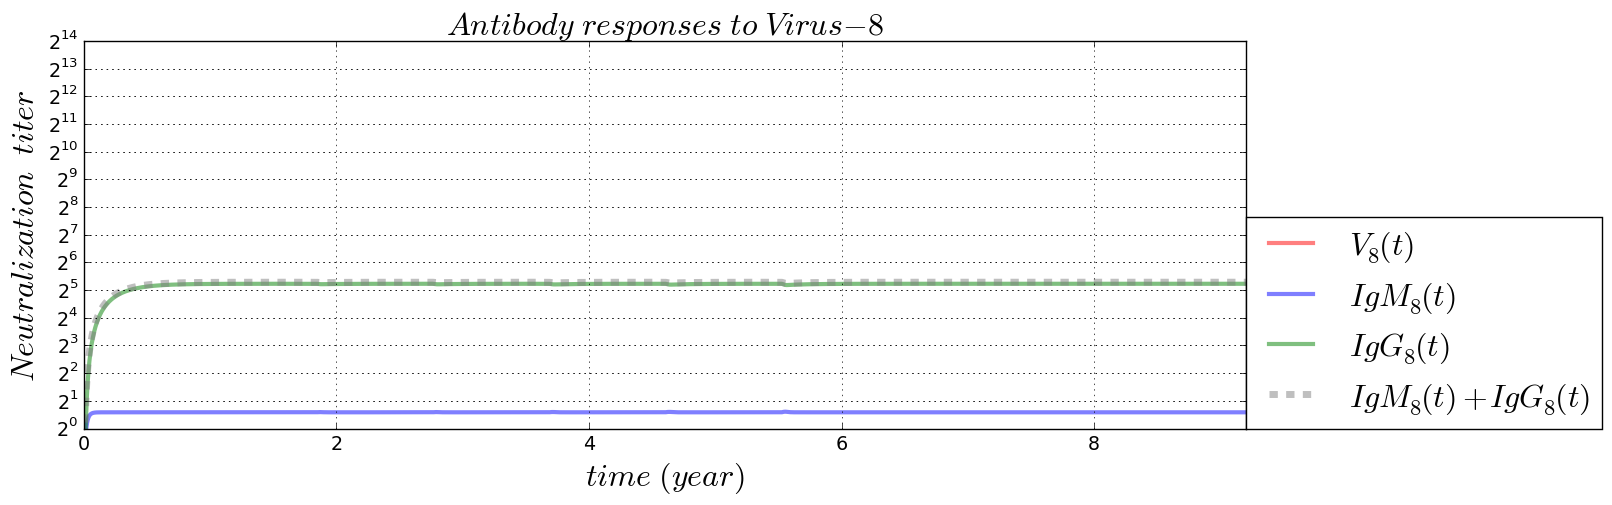 Antibody responses to Virus−8
2^14
2^13
2^12
2^11
2^10
2^9
2^8
2^7
2^6
2^5
2^4
2^3
2^2
2^1
2^0
Neutralization titer
0 2 4 6 8
time (year)
V_8(t)
IgM_8(t)
IgG_8(t)
IgM_8(t) + IgG_8(t)